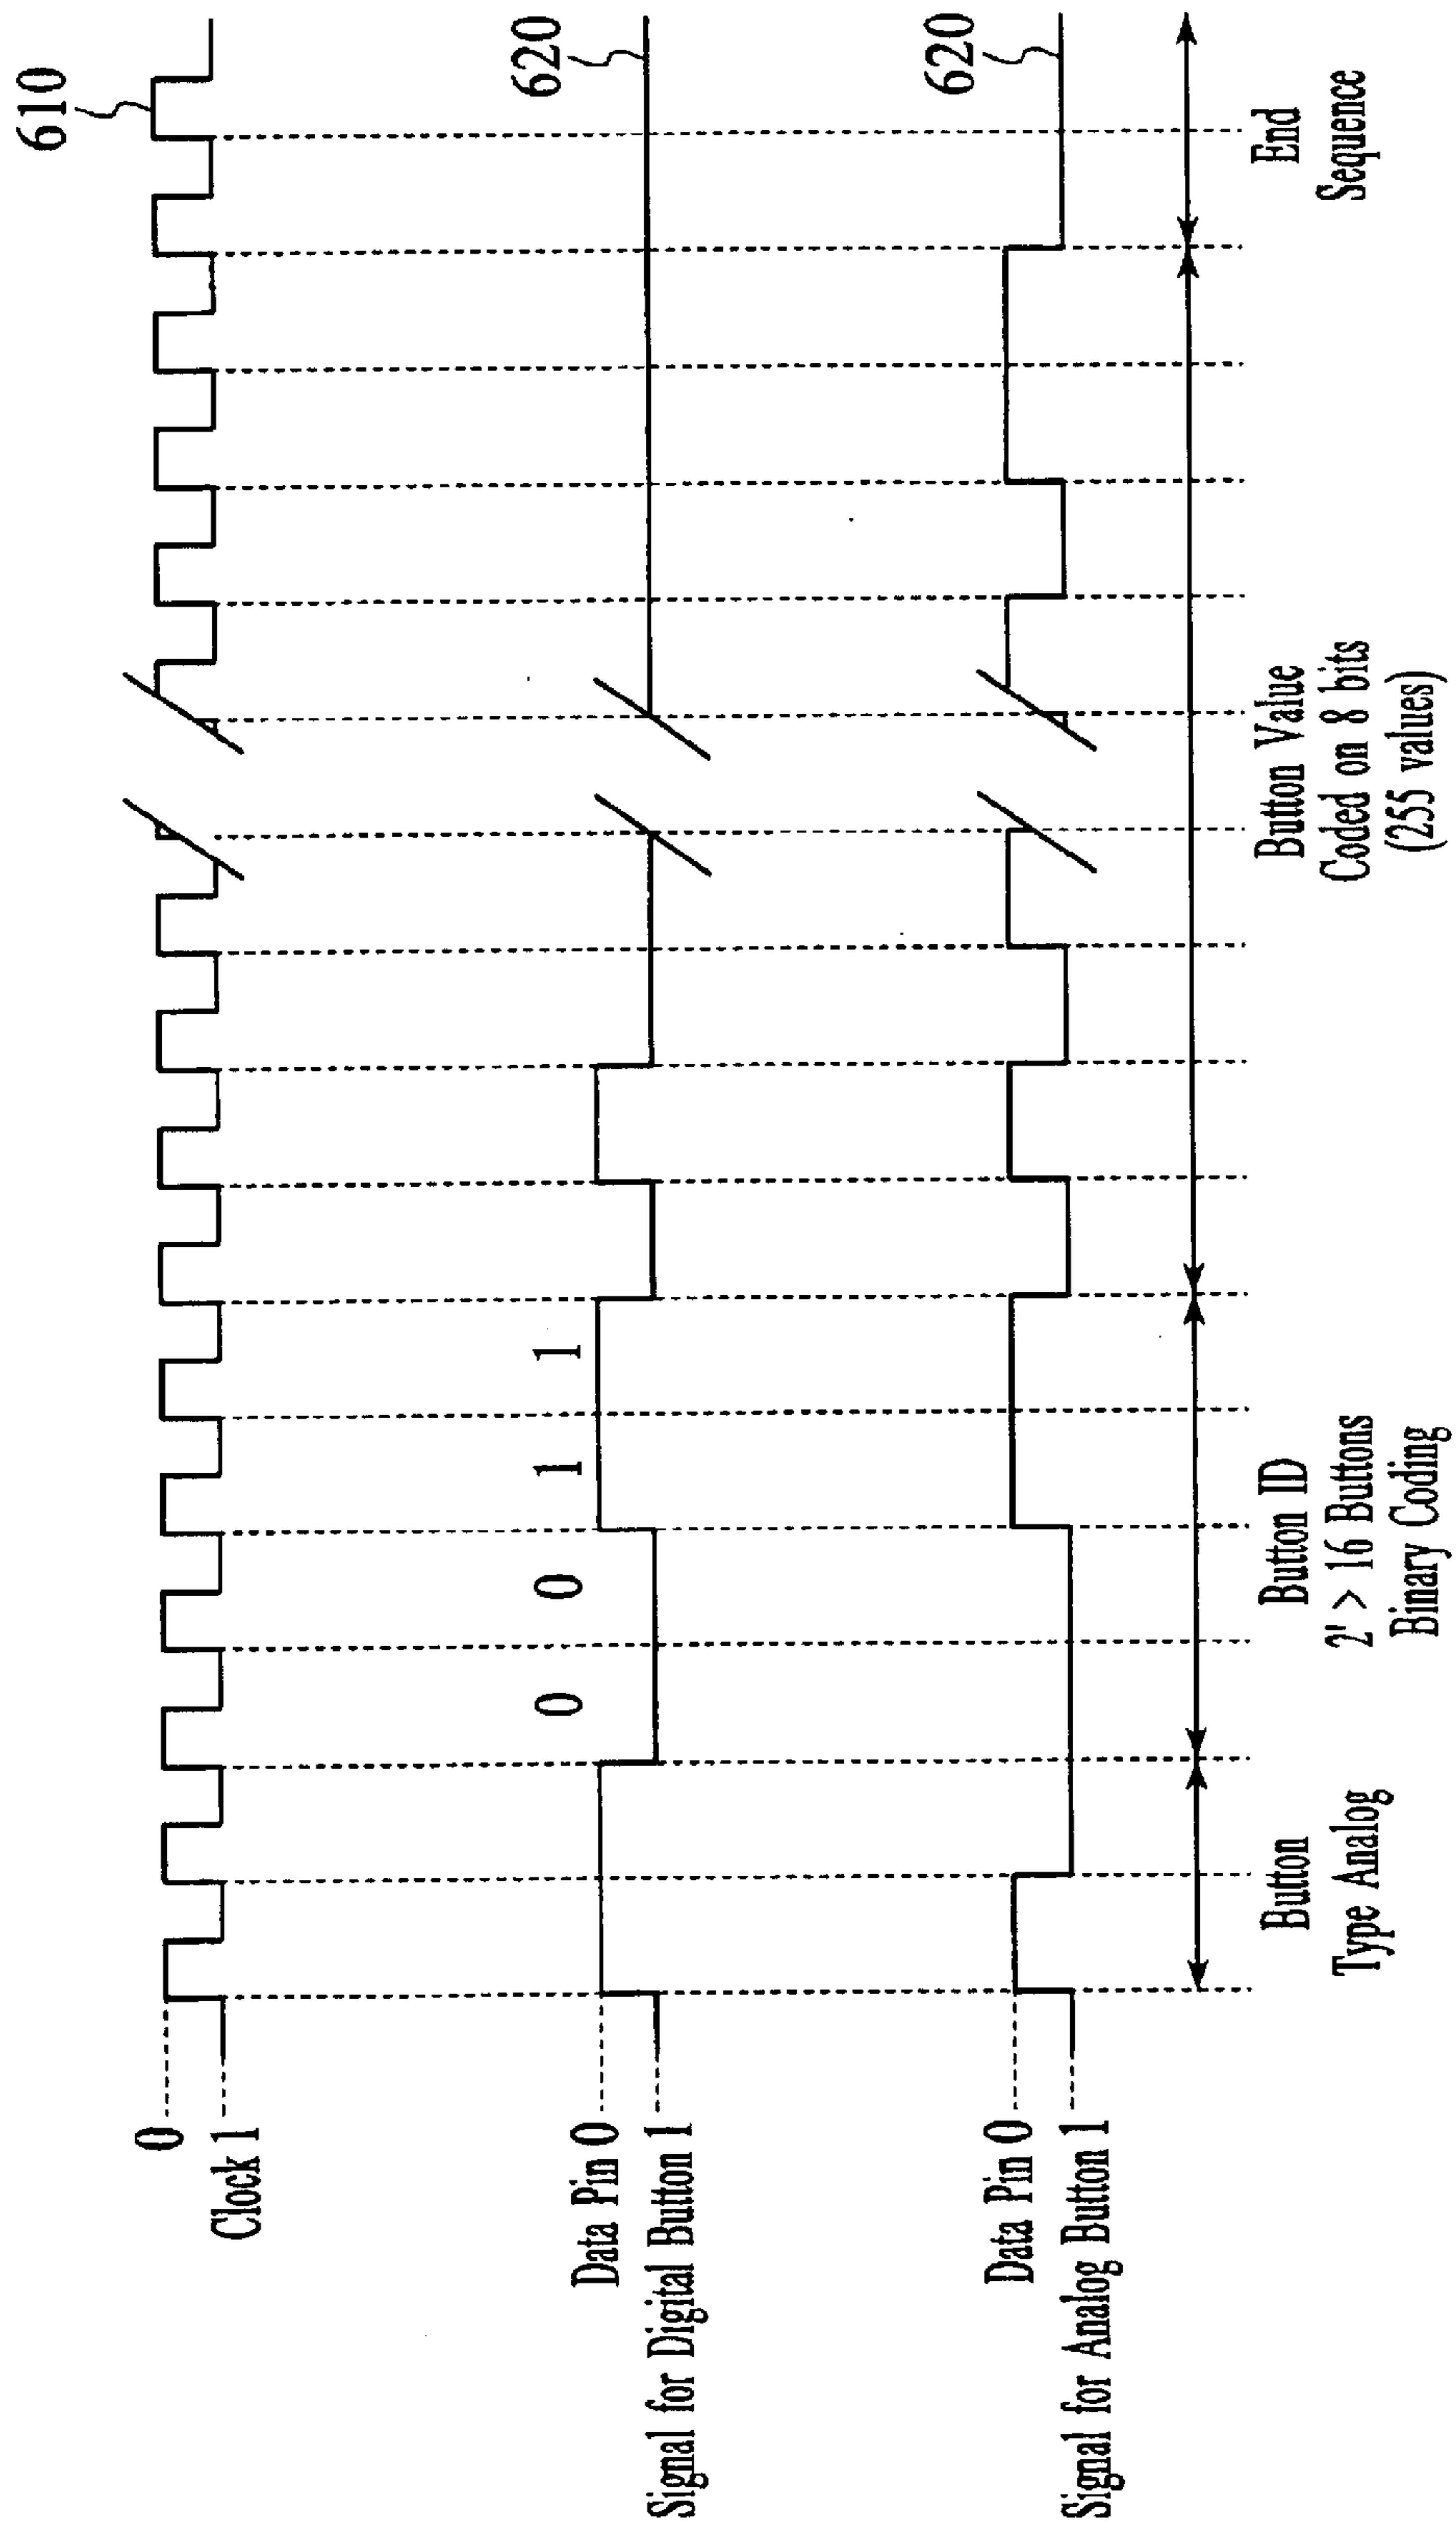 610
0
Clock 1
620
0 0 1 1
Data Pin 0
Signal for Digital Button 1
620
Data Pin 0
Signal for Analog Button 1
Button
Type Analog
Button ID
2' > 16 Buttons
Binary Coding
Button Value
Coded on 8 bits
(255 values)
End
Sequence